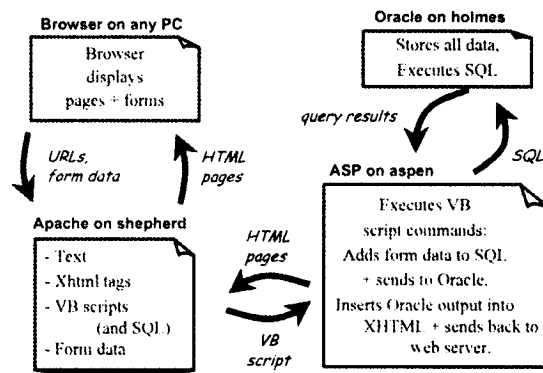 Browser on any PC
Browser
displays
pages + forms
URLs,
form data
HTML
pages
Apache on shepherd
- Text
- Xhtml tags
- VB scripts
(and SQL)
- Form data
HTML
pages
VB
script
Oracle on holmes
Stores all data,
Executes SQL
query results
SQL
ASP on aspen
Executes VB
script commands:
Adds form data to SQL
+ sends to Oracle.
Inserts Oracle output into
XHTML + sends back to
web server.